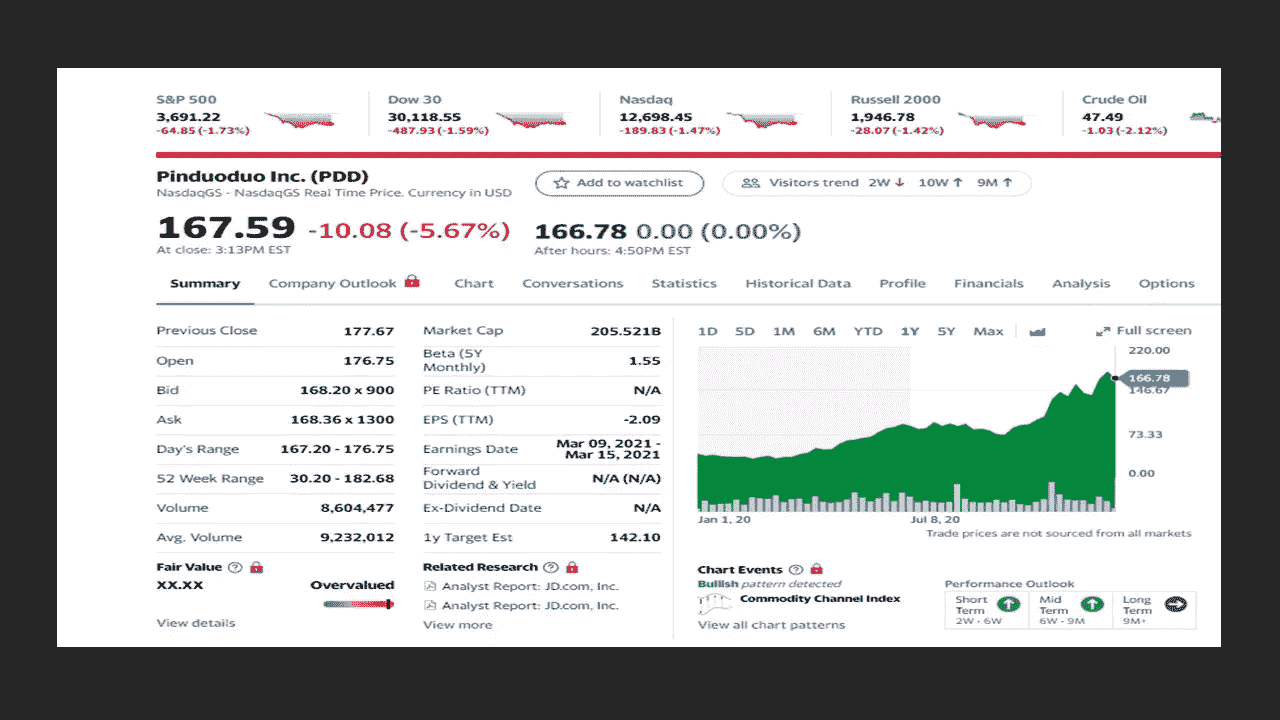 S&P 500
3,691.22
-64.85 (-1.73%)
Dow 30
30,118.55
-487.93 (-1.59%)
Nasdaq
12,698.45
-189.83 (-1.47%)
Russell 2000
1,946.78
-28.07 (-1.42%)
Crude Oil
47.49
-1.03 (-2.12%)
Pinduoduo Inc. (PDD)
NasdaqGS - NasdaqGS Real Time Price. Currency in USD
Add to watchlist
Visitors trend 2W ↓ 10W ↑ 9M ↑
167.59 -10.08 (-5.67%)
At close: 3:13PM EST
166.78 0.00 (0.00%)
After hours: 4:50PM EST
Summary Company Outlook Chart Conversations Statistics Historical Data Profile Financials Analysis Options
Previous Close 177.67
Open 176.75
Bid 168.20 x 900
Ask 168.36 x 1300
Day's Range 167.20 - 176.75
52 Week Range 30.20 - 182.68
Volume 8,604,477
Avg. Volume 9,232,012
Market Cap 205.521B
Beta (5Y
Monthly) 1.55
PE Ratio (TTM) N/A
EPS (TTM) -2.09
Earnings Date Mar 09, 2021 -
Mar 15, 2021
Forward
Dividend & Yield N/A (N/A)
Ex-Dividend Date N/A
1y Target Est 142.10
1D 5D 1M 6M YTD 1Y 5Y Max Full screen
220.00
166.78
146.67
73.33
0.00
Jan 1, 20 Jul 8, 20
Trade prices are not sourced from all markets
Fair Value
XX.XX Overvalued
View details
Related Research
Analyst Report: JD.com, Inc.
Analyst Report: JD.com, Inc.
View more
Chart Events
Bullish pattern detected
Commodity Channel Index
View all chart patterns
Performance Outlook
Short
Term
2W - 6W
Mid
Term
6W - 9M
Long
Term
9M+